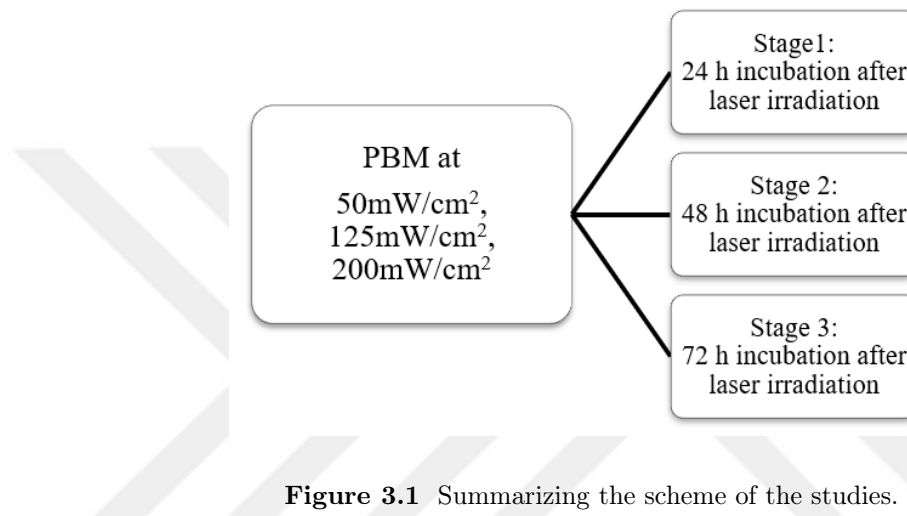 PBM at
50mW/cm²,
125mW/cm²,
200mW/cm²
Stage1:
24 h incubation after
laser irradiation
Stage 2:
48 h incubation after
laser irradiation
Stage 3:
72 h incubation after
laser irradiation
Figure 3.1 Summarizing the scheme of the studies.